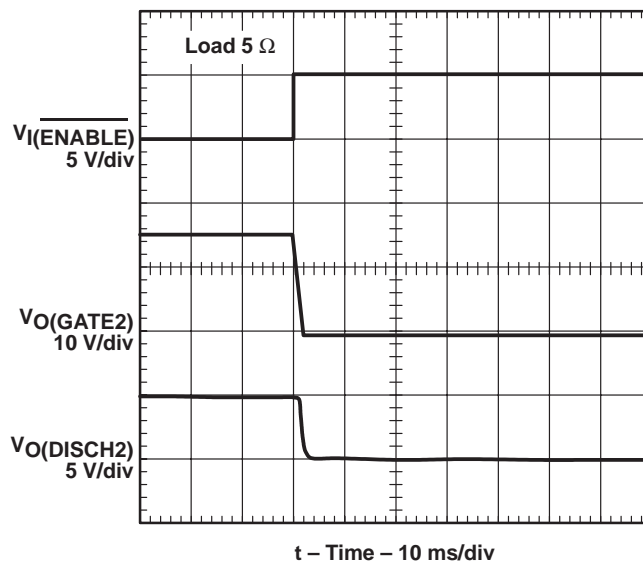 Load 5 Ω
VI(ENABLE)
5 V/div
VO(GATE2)
10 V/div
VO(DISCH2)
5 V/div
t – Time – 10 ms/div